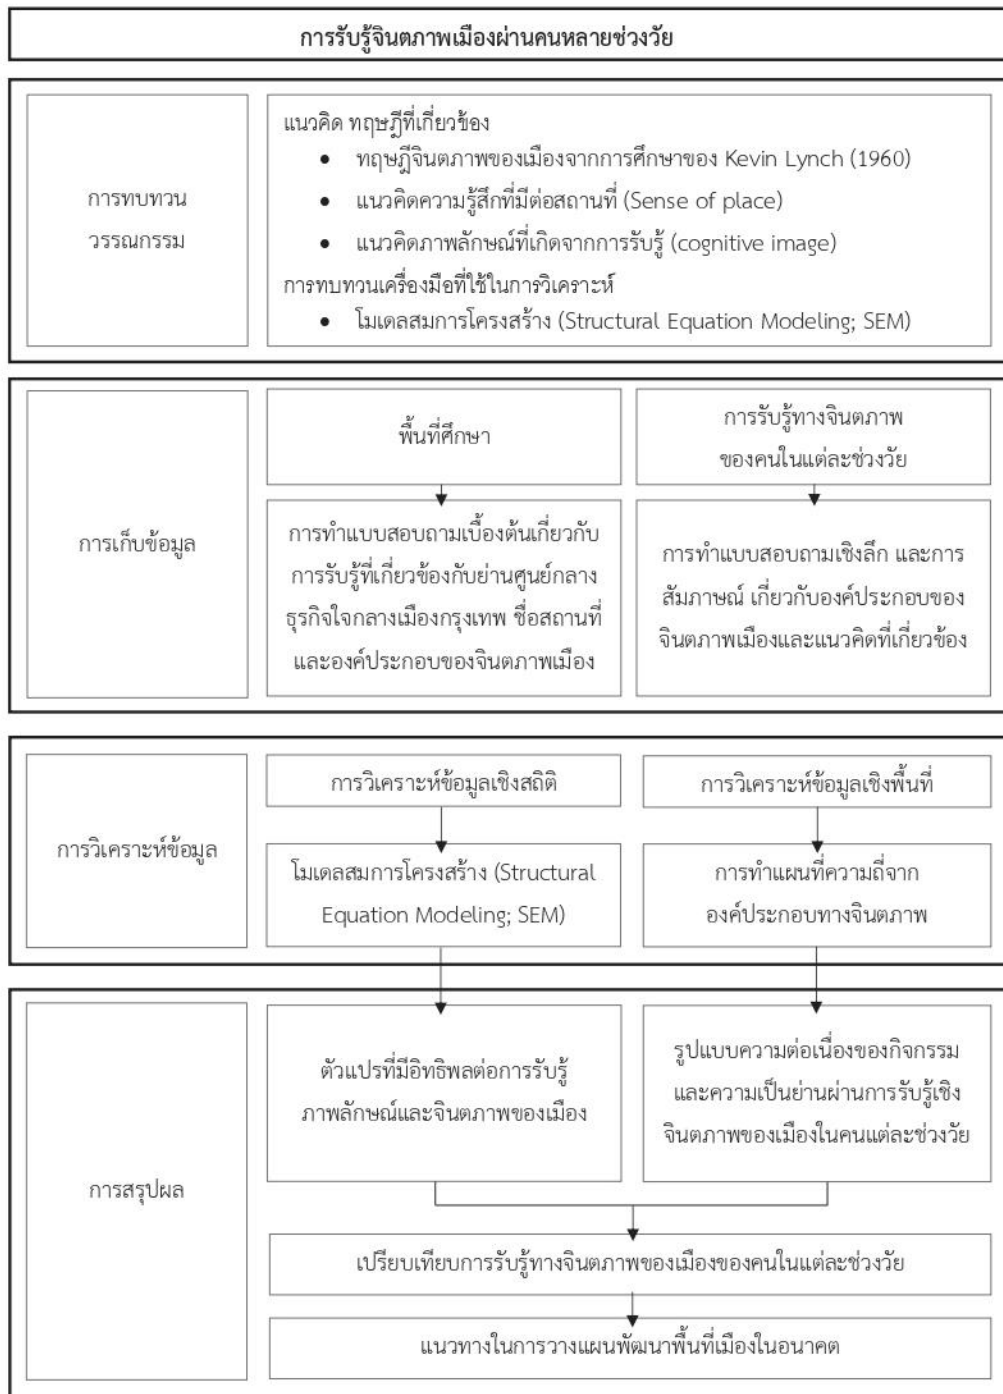 การรับรู้จินตภาพเมืองผ่านคนหลายช่วงวัย
การทบทวน
วรรณกรรม
แนวคิด ทฤษฎีที่เกี่ยวข้อง
• ทฤษฎีจินตภาพของเมืองจากการศึกษาของ Kevin Lynch (1960)
• แนวคิดความรู้สึกที่มีต่อสถานที่ (Sense of place)
• แนวคิดภาพลักษณ์ที่เกิดจากการรับรู้ (cognitive image)
การทบทวนเครื่องมือที่ใช้ในการวิเคราะห์
• โมเดลสมการโครงสร้าง (Structural Equation Modeling; SEM)
การเก็บข้อมูล
พื้นที่ศึกษา
การทำแบบสอบถามเบื้องต้นเกี่ยวกับ
การรับรู้ที่เกี่ยวข้องกับย่านศูนย์กลาง
ธุรกิจใจกลางเมืองกรุงเทพ ชื่อสถานที่
และองค์ประกอบของจินตภาพเมือง
การรับรู้ทางจินตภาพ
ของคนในแต่ละช่วงวัย
การทำแบบสอบถามเชิงลึก และการ
สัมภาษณ์ เกี่ยวกับองค์ประกอบของ
จินตภาพเมืองและแนวคิดที่เกี่ยวข้อง
การวิเคราะห์ข้อมูล
การวิเคราะห์ข้อมูลเชิงสถิติ
โมเดลสมการโครงสร้าง (Structural
Equation Modeling; SEM)
การวิเคราะห์ข้อมูลเชิงพื้นที่
การทำแผนที่ความถี่จาก
องค์ประกอบทางจินตภาพ
การสรุปผล
ตัวแปรที่มีอิทธิพลต่อการรับรู้
ภาพลักษณ์และจินตภาพของเมือง
รูปแบบความต่อเนื่องของกิจกรรม
และความเป็นย่านผ่านการรับรู้เชิง
จินตภาพของเมืองในคนแต่ละช่วงวัย
เปรียบเทียบการรับรู้ทางจินตภาพของเมืองของคนในแต่ละช่วงวัย
แนวทางในการวางแผนพัฒนาพื้นที่เมืองในอนาคต